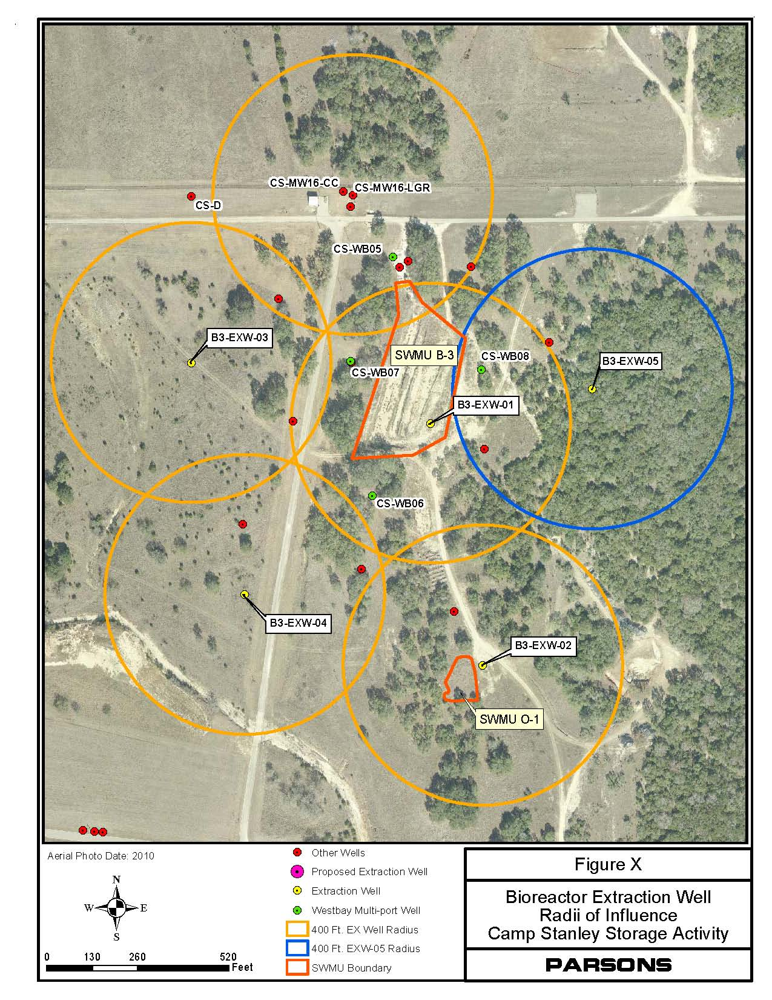 CS-MW16-CC
CS-MW16-LGR
CS-D
CS-WB05
B3-EXW-03
SWMU B-3
CS-WB08
B3-EXW-05
CS-WB07
B3-EXW-01
CS-WB06
B3-EXW-04
B3-EXW-02
SWMU O-1
Aerial Photo Date: 2010
N
W
E
S
0 130 260 520
Feet
Other Wells
Proposed Extraction Well
Extraction Well
Westbay Multi-port Well
400 Ft. EX Well Radius
400 Ft. EXW-05 Radius
SWMU Boundary
Figure X
Bioreactor Extraction Well
Radii of Influence
Camp Stanley Storage Activity
PARSONS